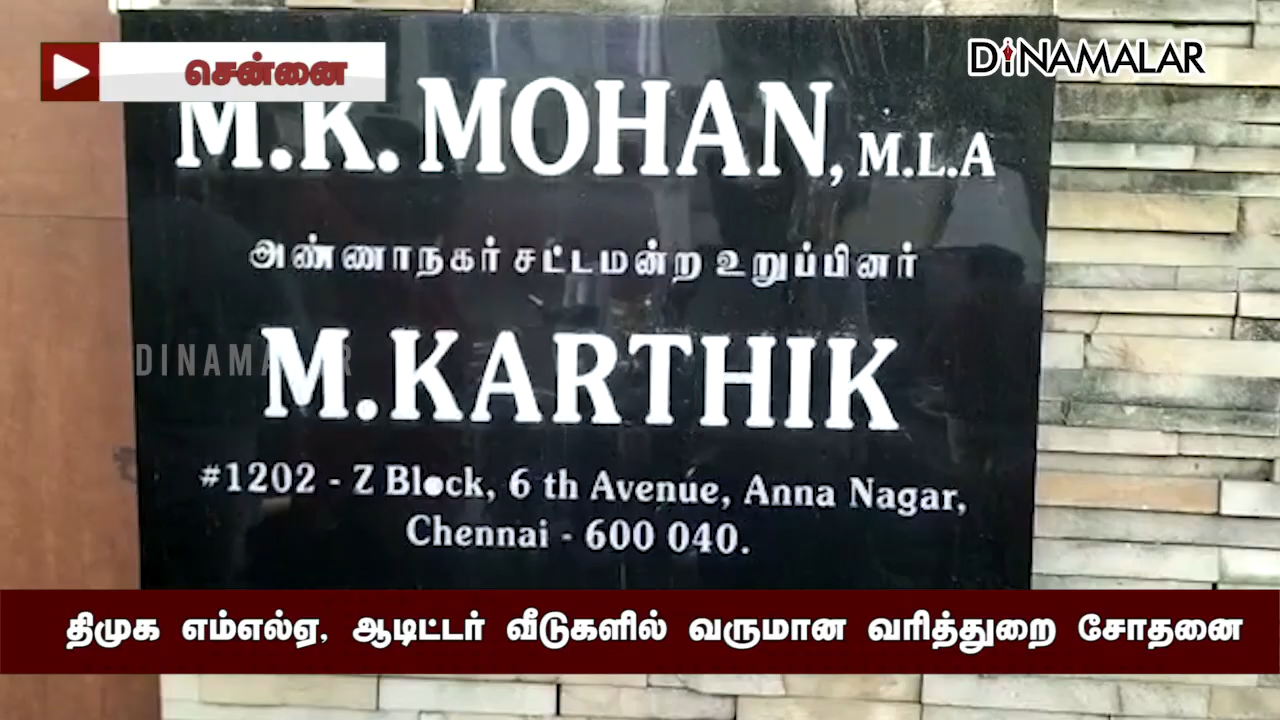 சென்னை
DINAMALAR
M.K. MOHAN, M.L.A
அண்ணாநகர் சட்டமன்ற உறுப்பினர்
M.KARTHIK
DINAMALAR
#1202 - Z Block, 6 th Avenue, Anna Nagar,
Chennai - 600 040.
திமுக எம்எல்ஏ, ஆடிட்டர் வீடுகளில் வருமான வரித்துறை சோதனை